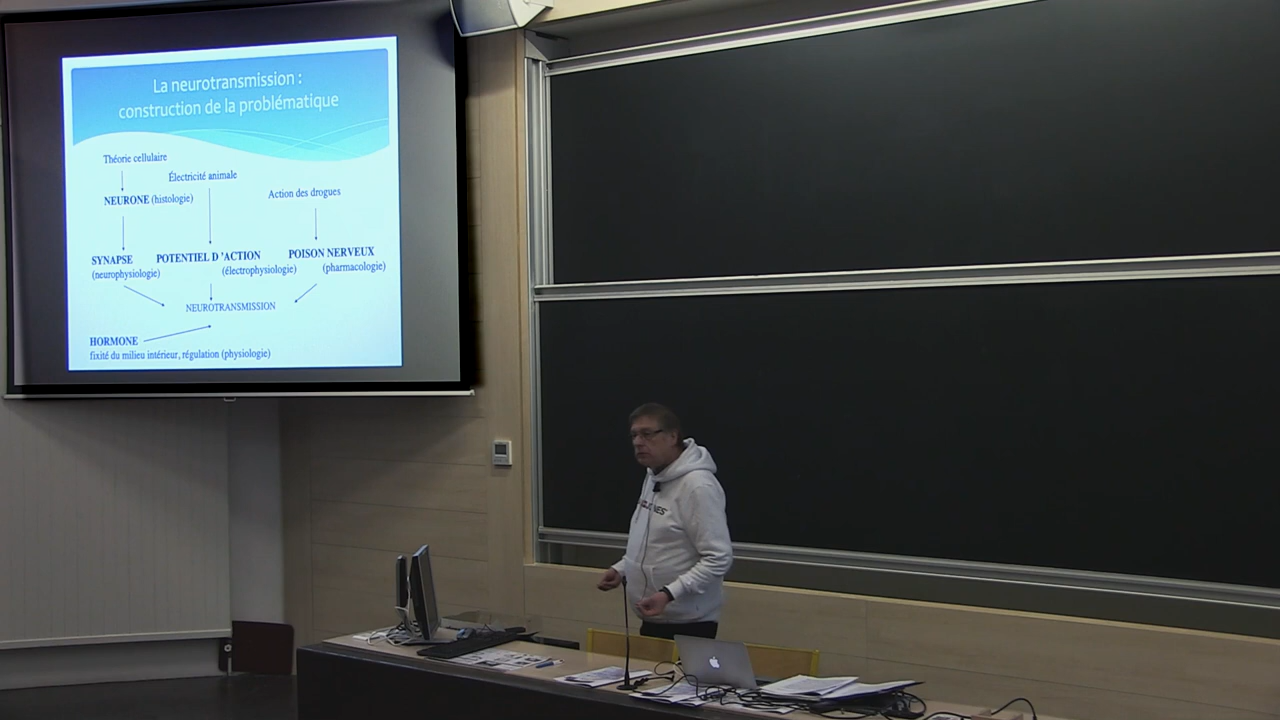 La neurotransmission :
construction de la problématique
Théorie cellulaire
Électricité animale
Action des drogues
NEURONE (histologie)
SYNAPSE
(neurophysiologie)
POTENTIEL D 'ACTION
(électrophysiologie)
POISON NERVEUX
(pharmacologie)
NEUROTRANSMISSION
HORMONE
fixité du milieu intérieur, régulation (physiologie)